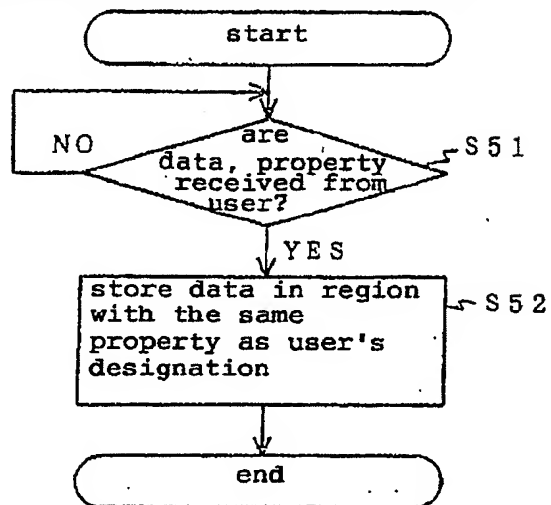 start
NO
are
data, property
received from
user?
S51
YES
store data in region
with the same
property as user's
designation
S52
end